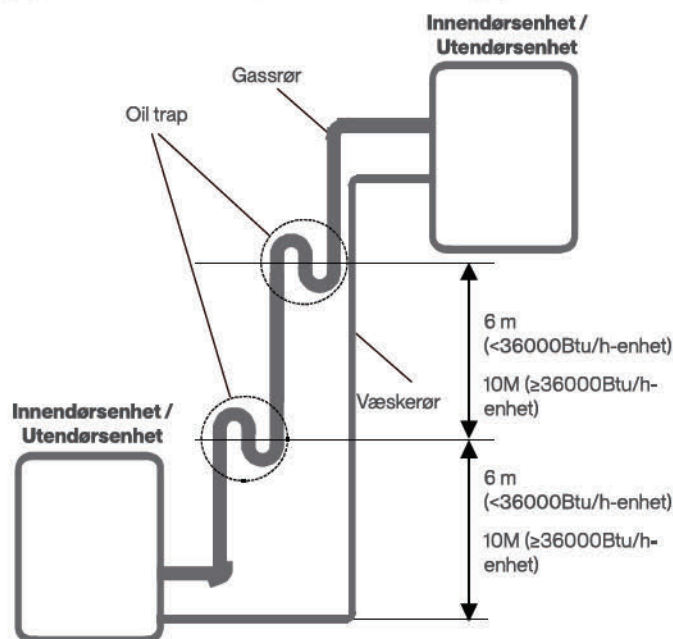 Innendørsenhet /
Utendørsenhet
Gassrør
Oil trap
6 m
(<36000Btu/h-enhet)
10M (≥36000Btu/h-
enhet)
Væskerør
Innendørsenhet /
Utendørsenhet
6 m
(<36000Btu/h-enhet)
10M (≥36000Btu/h-
enhet)